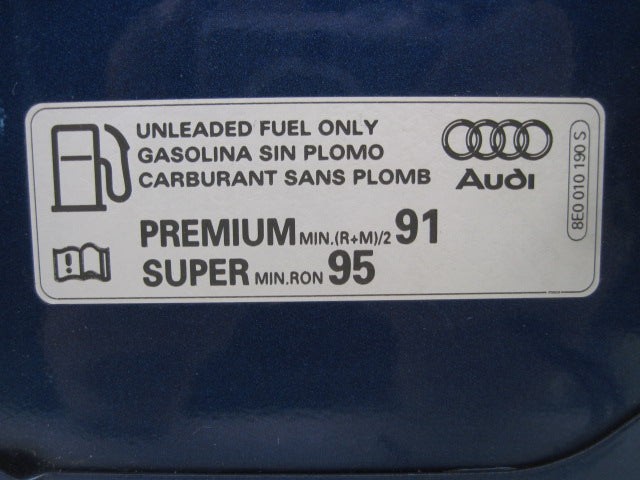 UNLEADED FUEL ONLY
GASOLINA SIN PLOMO
CARBURANT SANS PLOMB
PREMIUM MIN.(R+M)/2 91
SUPER MIN.RON 95
Audi
8E0 010 190 S